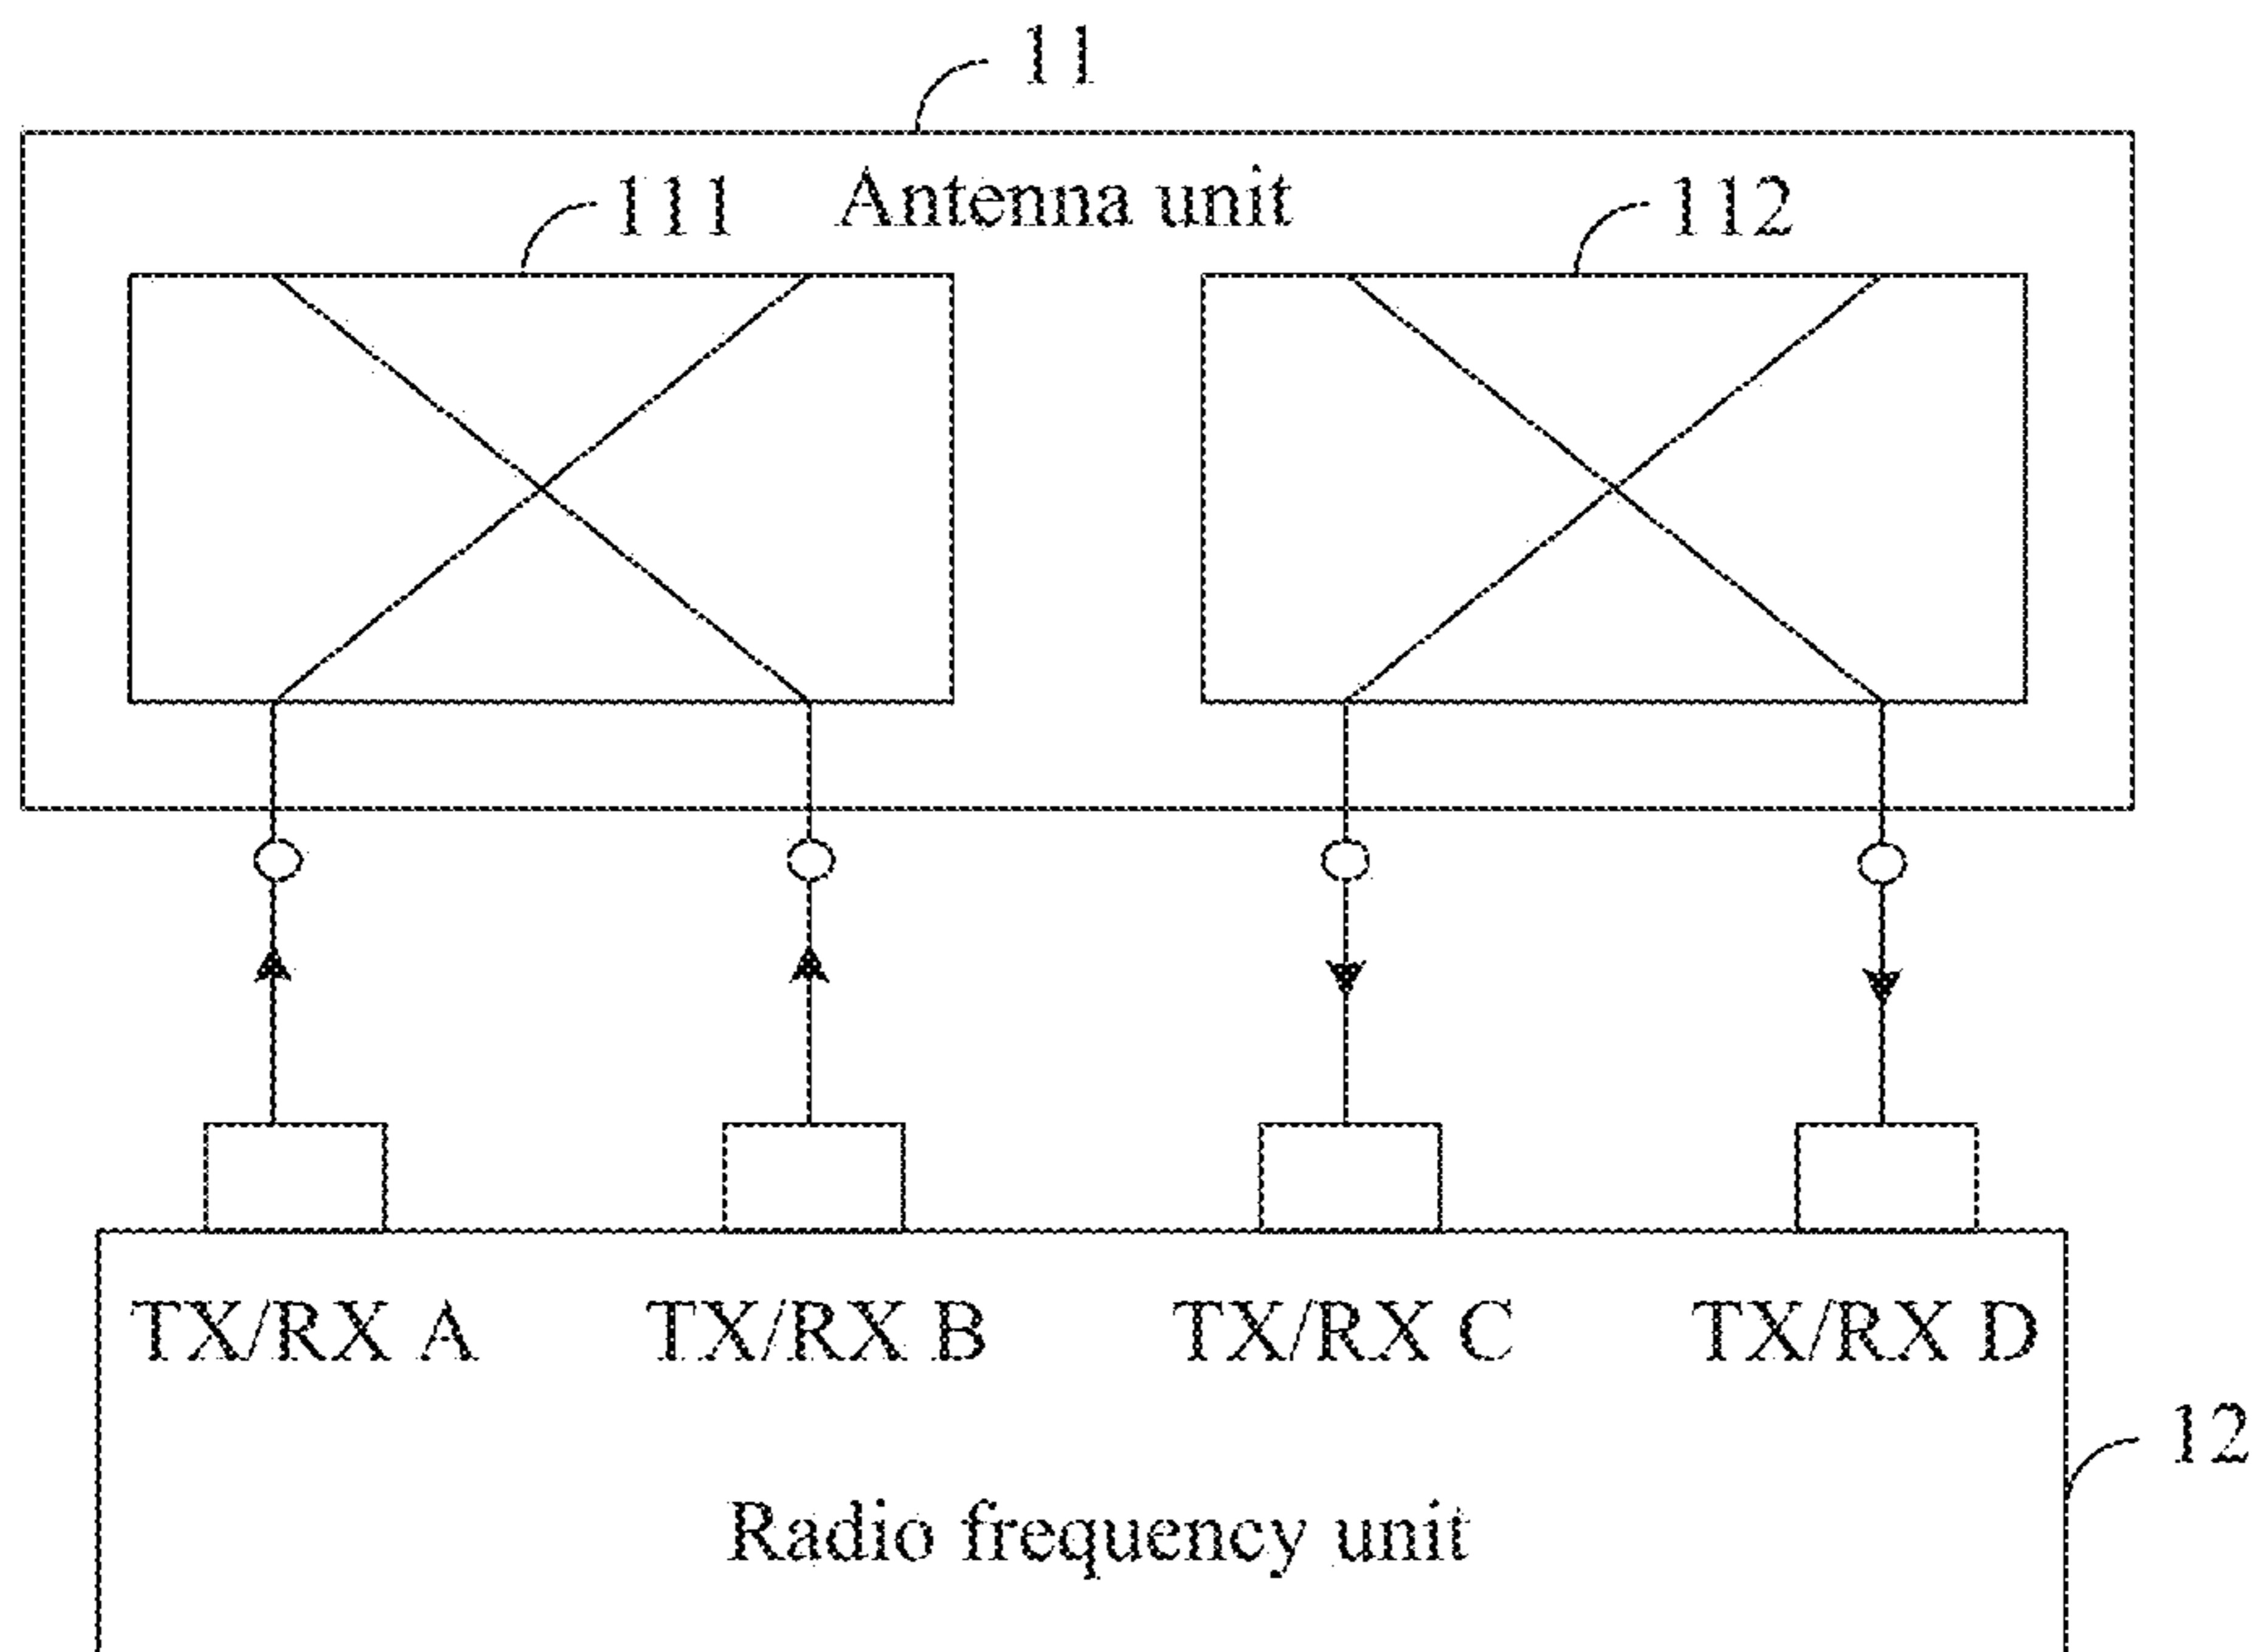 11
Antenna unit
111
112
TX/RX A
TX/RX B
TX/RX C
TX/RX D
12
Radio frequency unit